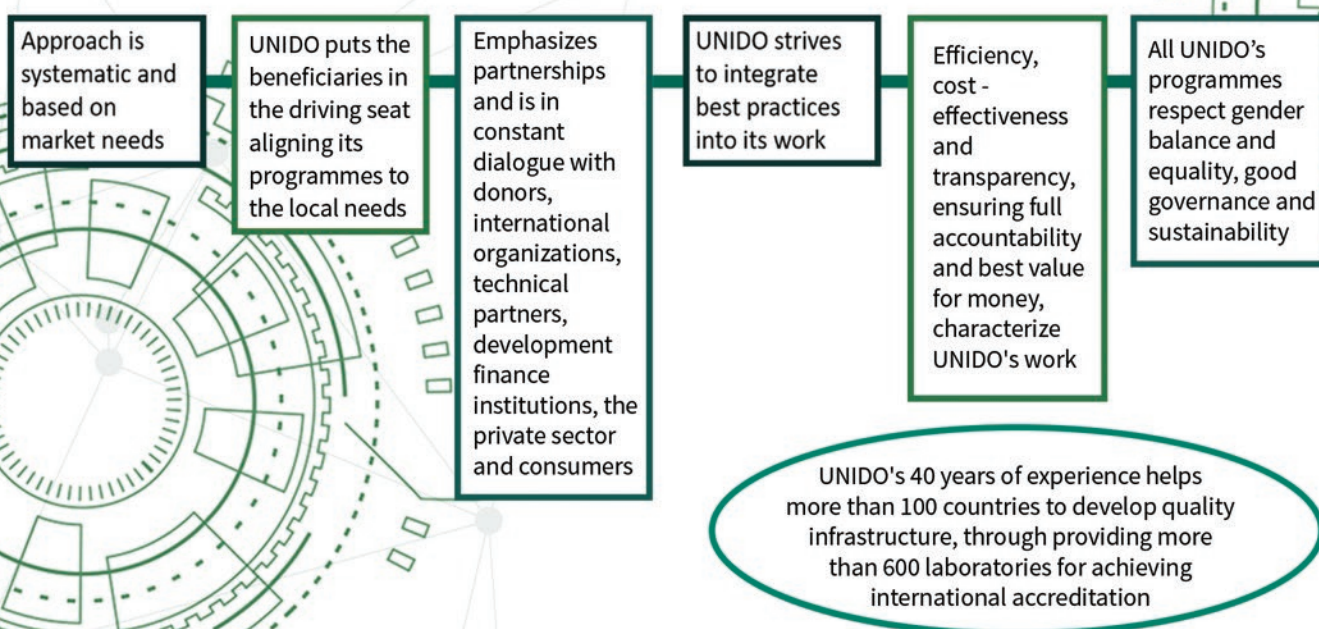 Approach is
systematic and
based on
market needs
UNIDO puts the
beneficiaries in
the driving seat
aligning its
programmes to
the local needs
Emphasizes
partnerships
and is in
constant
dialogue with
donors,
international
organizations,
technical
partners,
development
finance
institutions, the
private sector
and consumers
UNIDO strives
to integrate
best practices
into its work
Efficiency,
cost -
effectiveness
and
transparency,
ensuring full
accountability
and best value
for money,
characterize
UNIDO's work
All UNIDO’s
programmes
respect gender
balance and
equality, good
governance and
sustainability
UNIDO's 40 years of experience helps
more than 100 countries to develop quality
infrastructure, through providing more
than 600 laboratories for achieving
international accreditation